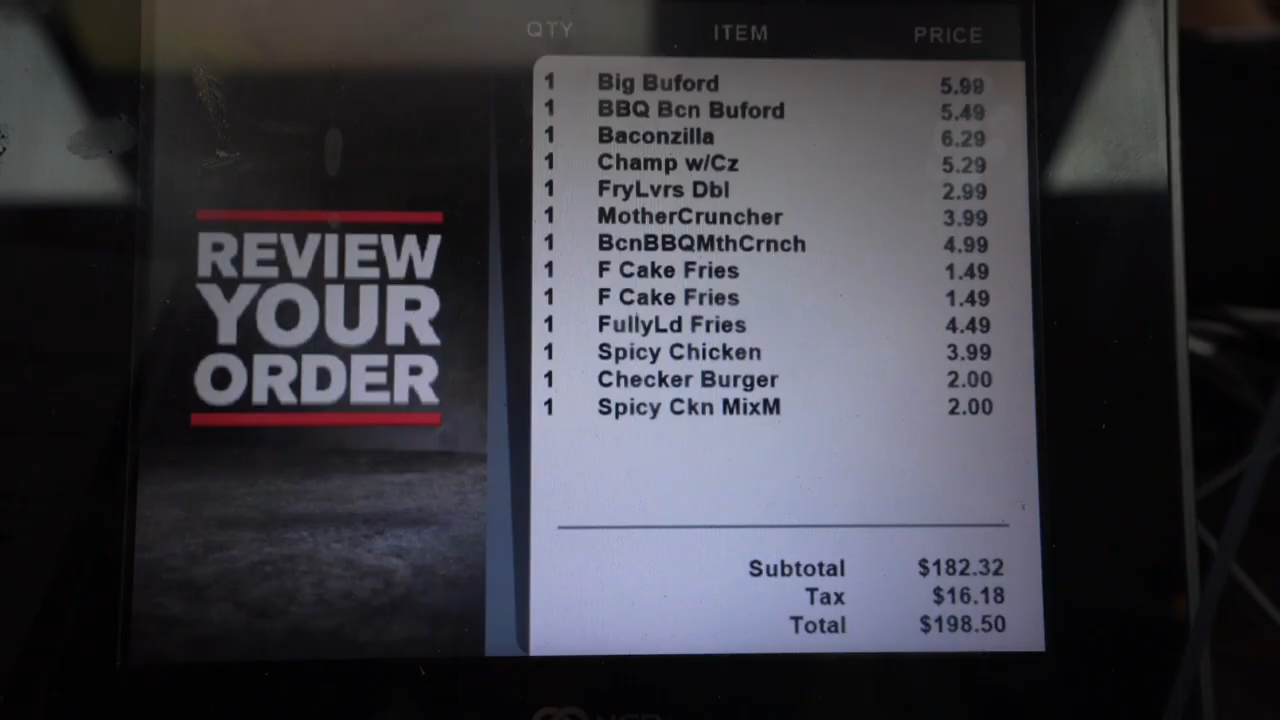 QTY ITEM PRICE
1 Big Buford 5.99
1 BBQ Bcn Buford 5.49
1 Baconzilla 6.29
1 Champ w/Cz 5.29
1 FryLvrs Dbl 2.99
1 MotherCruncher 3.99
1 BcnBBQMthCrnch 4.99
1 F Cake Fries 1.49
1 F Cake Fries 1.49
1 FullyLd Fries 4.49
1 Spicy Chicken 3.99
1 Checker Burger 2.00
1 Spicy Ckn MixM 2.00
REVIEW
YOUR
ORDER
Subtotal $182.32
Tax $16.18
Total $198.50